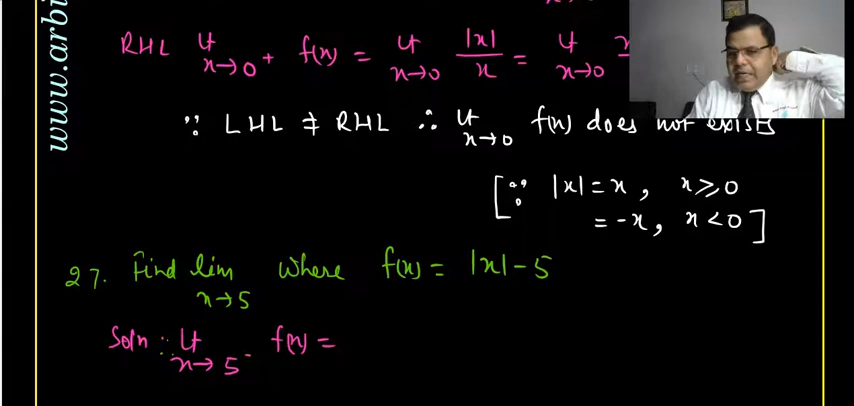 www.arbi
RHL Lt x→0+ f(x) = Lt x→0 |x|/x = Lt x→0
∵ LHL ≠ RHL ∴ Lt x→0 f(x) does not exists
[∵ |x| = x, x ≥ 0
= -x, x < 0]
27. Find lim x→5 where f(x) = |x| - 5
Soln: Lt x→5- f(x) =